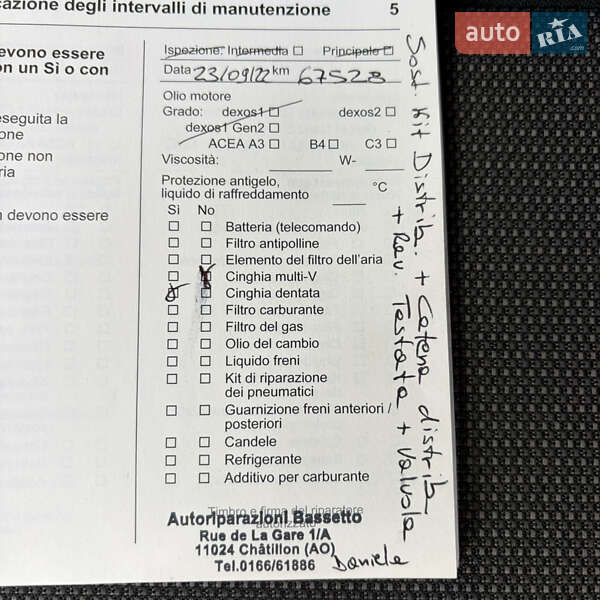 cazione degli intervalli di manutenzione 5
auto RIA.com
devono essere
on un Sì o con
eseguita la
one
one non
ria
n devono essere
Ispezione: Intermedia Principale
Data 23/09/22 km 67528
Olio motore
Grado: dexos1 dexos2
dexos1 Gen2
ACEA A3 B4 C3
Viscosità: W-
Protezione antigelo,
liquido di raffreddamento °C
Sì No
Batteria (telecomando)
Filtro antipolline
Elemento del filtro dell'aria
Cinghia multi-V
Cinghia dentata
Filtro carburante
Filtro del gas
Olio del cambio
Liquido freni
Kit di riparazione
dei pneumatici
Guarnizione freni anteriori /
posteriori
Candele
Refrigerante
Additivo per carburante
Timbro e firma del riparatore
autorizzato
Autoriparazioni Bassetto
Rue de La Gare 1/A
11024 Châtillon (AO)
Tel.0166/61886
Daniele
Sost. Kit Distrib. + Catena distrib
+ Rev. Testata + Valvola